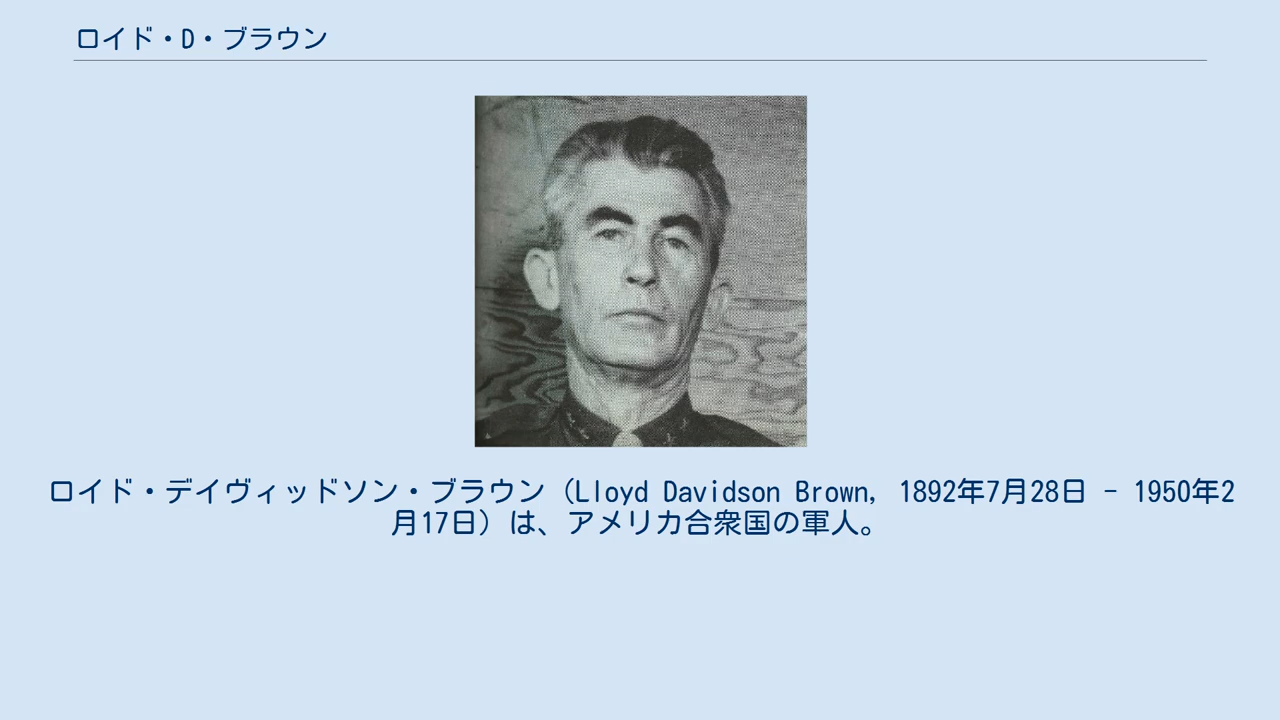 ロイド・D・ブラウン
ロイド・デイヴィッドソン・ブラウン（Lloyd Davidson Brown, 1892年7月28日 - 1950年2
月17日）は、アメリカ合衆国の軍人。